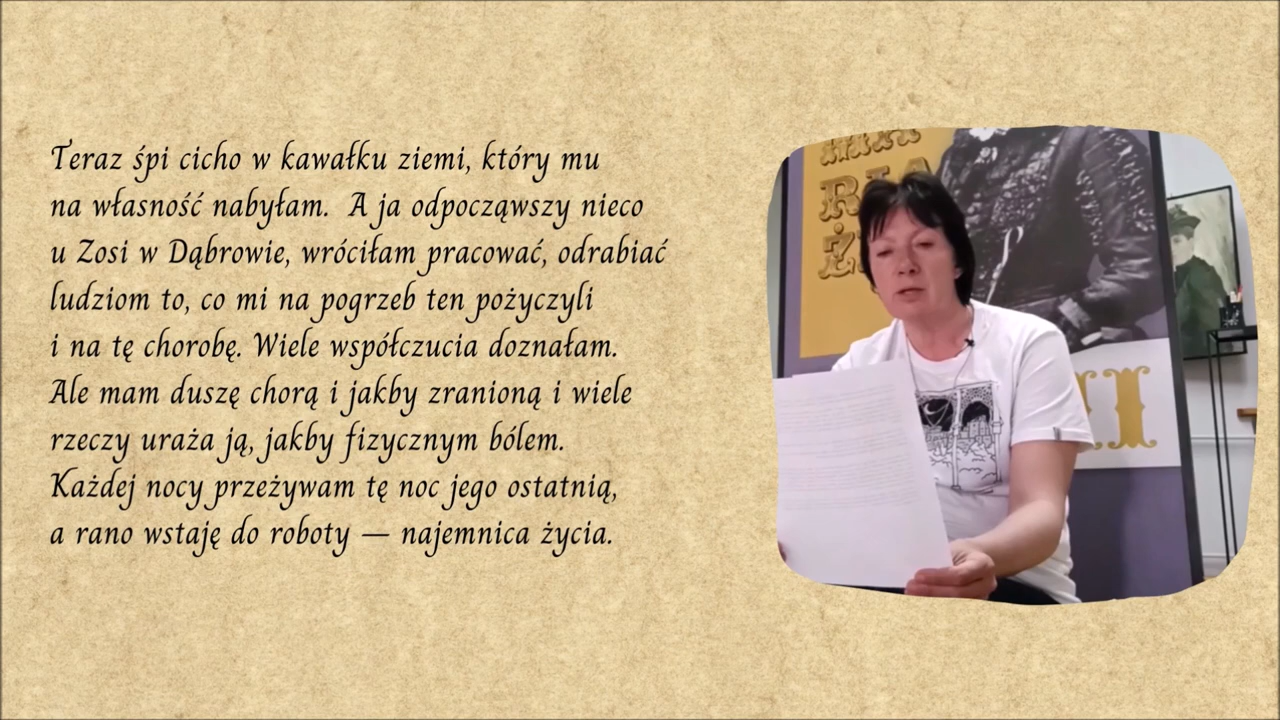 Teraz śpi cicho w kawałku ziemi, który mu
na własność nabyłam. A ja odpocząwszy nieco
u Zosi w Dąbrowie, wróciłam pracować, odrabiać
ludziom to, co mi na pogrzeb ten pożyczyli
i na tę chorobę. Wiele współczucia doznałam.
Ale mam duszę chorą i jakby zranioną i wiele
rzeczy uraża ją, jakby fizycznym bólem.
Każdej nocy przeżywam tę noc jego ostatnią,
a rano wstaję do roboty — najemnica życia.